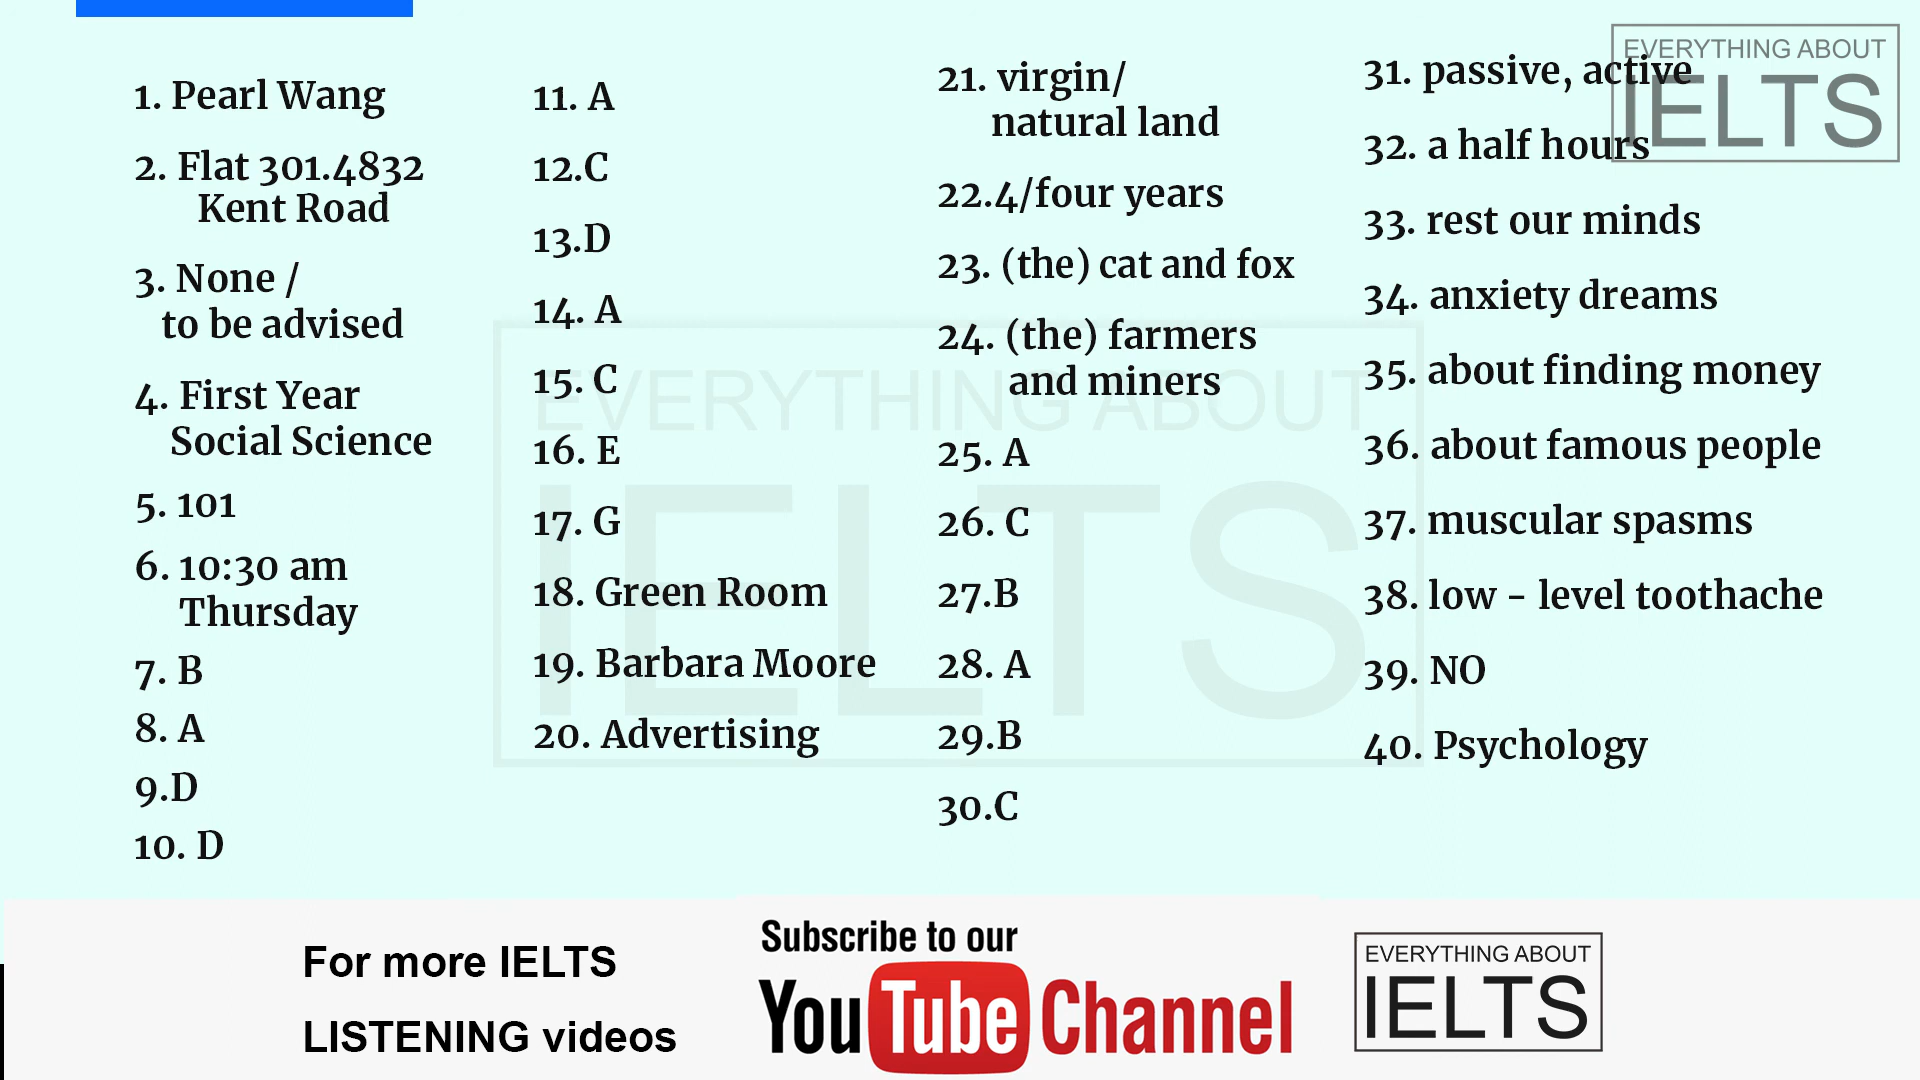 1. Pearl Wang
2. Flat 301.4832
Kent Road
3. None /
to be advised
4. First Year
Social Science
5. 101
6. 10:30 am
Thursday
7. B
8. A
9.D
10. D
11. A
12.C
13.D
14. A
15. C
16. E
17. G
18. Green Room
19. Barbara Moore
20. Advertising
21. virgin/
natural land
22.4/four years
23. (the) cat and fox
24. (the) farmers
and miners
25. A
26. C
27.B
28. A
29.B
30.C
31. passive, active
32. a half hours
33. rest our minds
34. anxiety dreams
35. about finding money
36. about famous people
37. muscular spasms
38. low - level toothache
39. NO
40. Psychology
EVERYTHING ABOUT
IELTS
EVERYTHING ABOUT
IELTS
For more IELTS
LISTENING videos
Subscribe to our
YouTube Channel
EVERYTHING ABOUT
IELTS